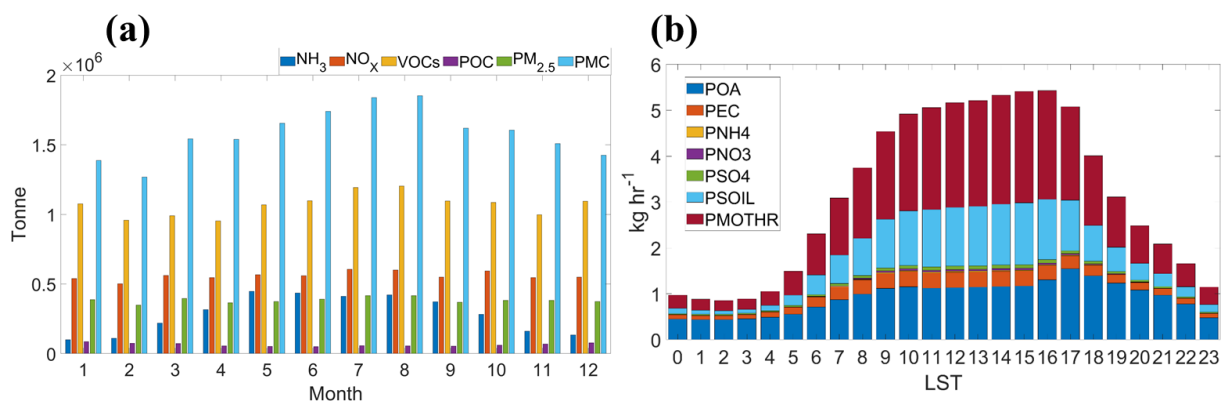 (a)
NH3 NOX VOCs POC PM2.5 PMC
×10^6
2
1.5
1
0.5
0
Tonne
1 2 3 4 5 6 7 8 9 10 11 12
Month
(b)
6
5
4
3
2
1
0
kg hr^-1
POA
PEC
PNH4
PNO3
PSO4
PSOIL
PMOTHR
0 1 2 3 4 5 6 7 8 9 10 11 12 13 14 15 16 17 18 19 20 21 22 23
LST